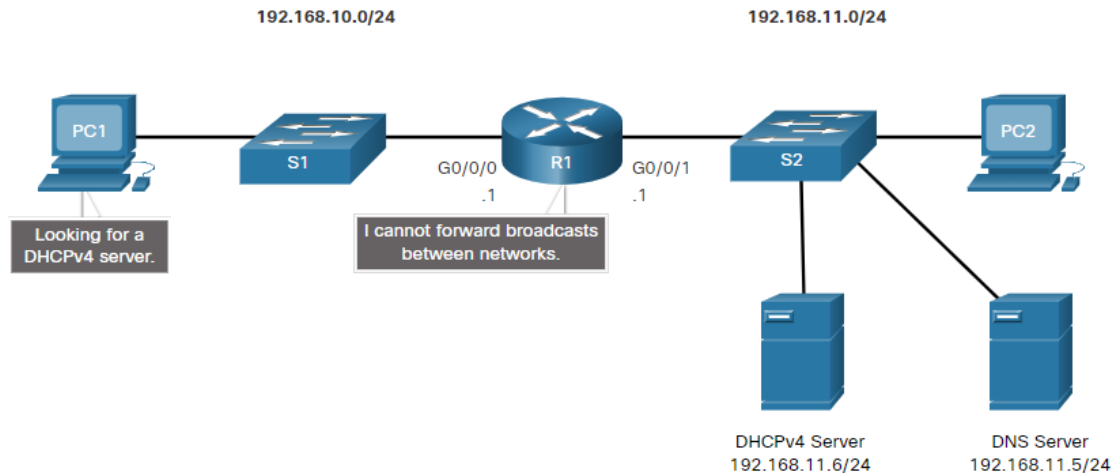 192.168.10.0/24
192.168.11.0/24
PC1
S1
G0/0/0
.1
R1
G0/0/1
.1
S2
PC2
Looking for a
DHCPv4 server.
I cannot forward broadcasts
between networks.
DHCPv4 Server
192.168.11.6/24
DNS Server
192.168.11.5/24